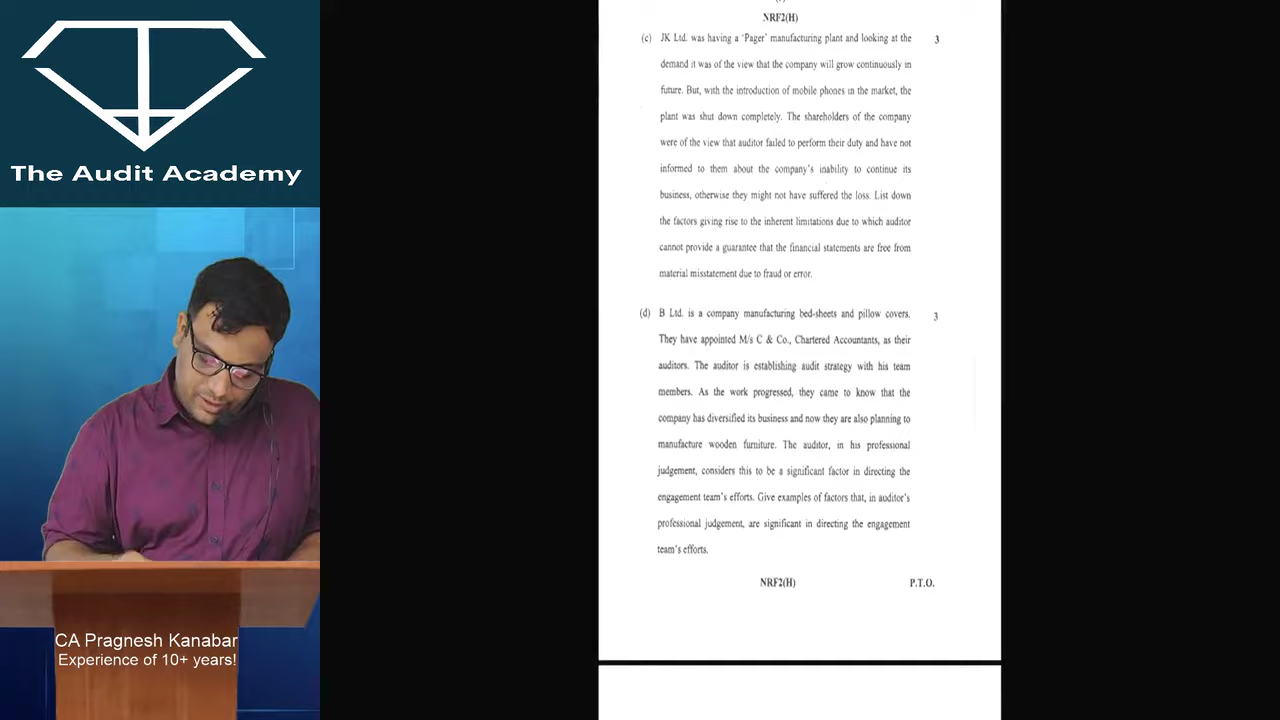 The Audit Academy
CA Pragnesh Kanabar
Experience of 10+ years!
NRF2(H)
(c) JK Ltd. was having a 'Pager' manufacturing plant and looking at the 3
demand it was of the view that the company will grow continuously in
future. But, with the introduction of mobile phones in the market, the
plant was shut down completely. The shareholders of the company
were of the view that auditor failed to perform their duty and have not
informed to them about the company's inability to continue its
business, otherwise they might not have suffered the loss. List down
the factors giving rise to the inherent limitations due to which auditor
cannot provide a guarantee that the financial statements are free from
material misstatement due to fraud or error.
(d) B Ltd. is a company manufacturing bed-sheets and pillow covers. 3
They have appointed M/s C & Co., Chartered Accountants, as their
auditors. The auditor is establishing audit strategy with his team
members. As the work progressed, they came to know that the
company has diversified its business and now they are also planning to
manufacture wooden furniture. The auditor, in his professional
judgement, considers this to be a significant factor in directing the
engagement team's efforts. Give examples of factors that, in auditor's
professional judgement, are significant in directing the engagement
team's efforts.
NRF2(H) P.T.O.